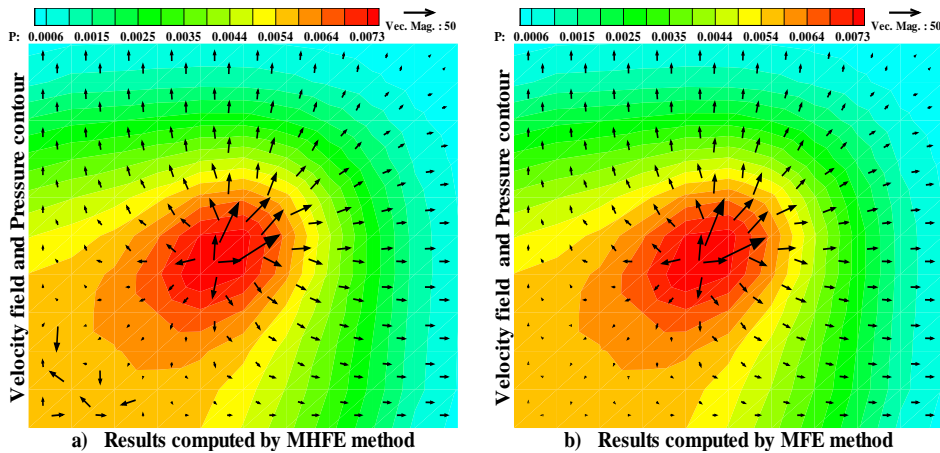 Vec. Mag. : 50
P: 0.0006 0.0015 0.0025 0.0035 0.0044 0.0054 0.0064 0.0073
Velocity field and Pressure contour
a) Results computed by MHFE method
Vec. Mag. : 50
P: 0.0006 0.0015 0.0025 0.0035 0.0044 0.0054 0.0064 0.0073
Velocity field and Pressure contour
b) Results computed by MFE method